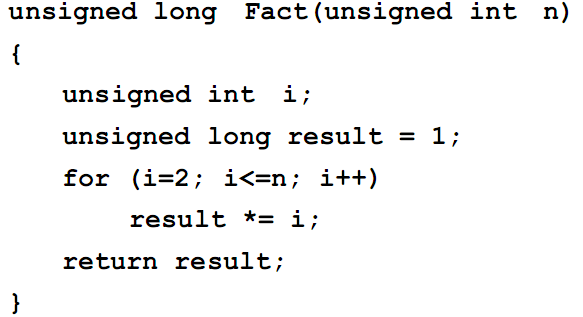 unsigned long Fact(unsigned int n)
{
unsigned int i;
unsigned long result = 1;
for (i=2; i<=n; i++)
result *= i;
return result;
}